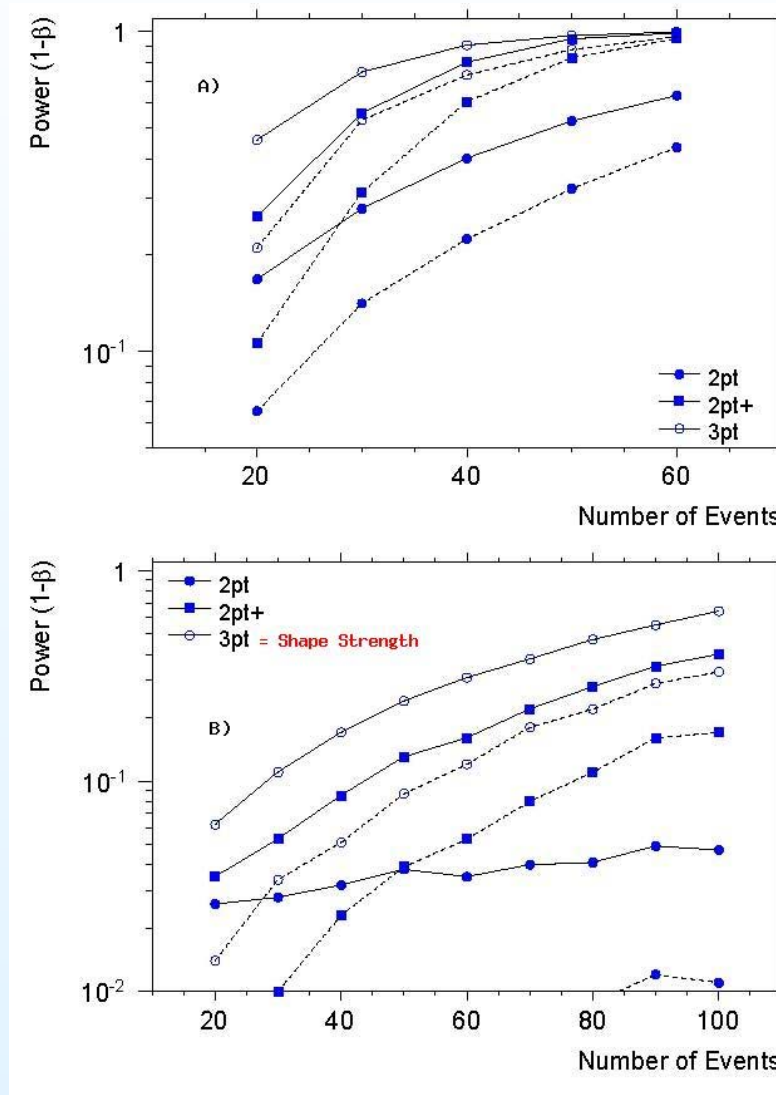 Power (1-β)
1
A)
10-1
2pt
2pt+
3pt
20
40
60
Number of Events
Power (1-β)
1
2pt
2pt+
3pt = Shape Strength
B)
10-1
10-2
20
40
60
80
100
Number of Events